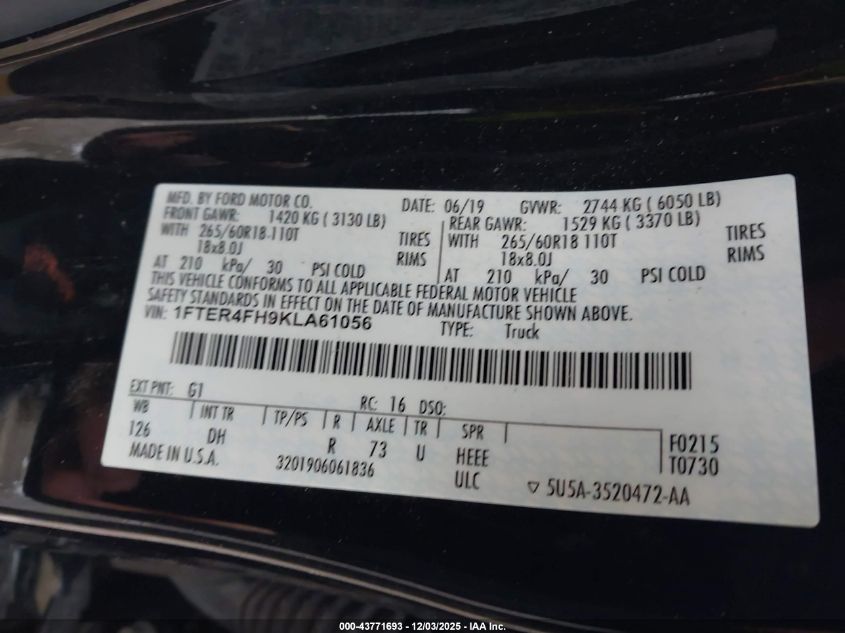 MFD. BY FORD MOTOR CO.
DATE: 06/19 GVWR: 2744 KG ( 6050 LB)
FRONT GAWR: 1420 KG ( 3130 LB)
WITH 265/60R18 110T TIRES
18x8.0J RIMS
AT 210 kPa/ 30 PSI COLD
REAR GAWR: 1529 KG ( 3370 LB)
WITH 265/60R18 110T TIRES
18x8.0J RIMS
AT 210 kPa/ 30 PSI COLD
THIS VEHICLE CONFORMS TO ALL APPLICABLE FEDERAL MOTOR VEHICLE
SAFETY STANDARDS IN EFFECT ON THE DATE OF MANUFACTURE SHOWN ABOVE.
VIN: 1FTER4FH9KLA61056
TYPE: Truck
EXT PNT: G1 RC: 16 DSO:
WB INT TR TP/PS R AXLE TR SPR
126 DH R 73 U HEEE
F0215
T0730
MADE IN U.S.A. 3201906061836 ULC
5U5A-3520472-AA
000-43771693 - 12/03/2025 - IAA Inc.